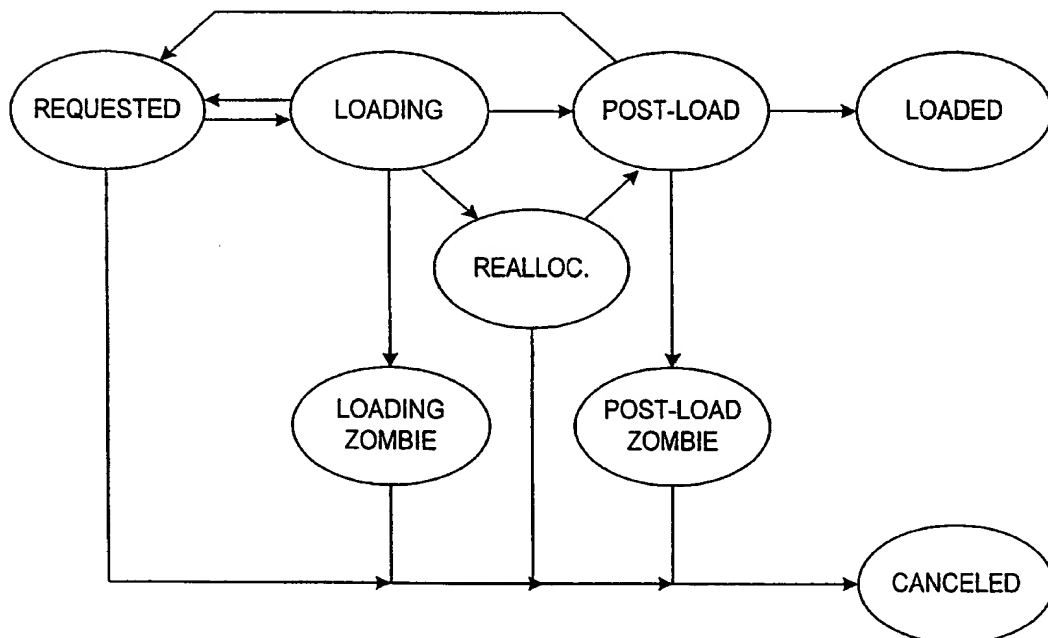 REQUESTED
LOADING
POST-LOAD
LOADED
REALLOC.
LOADING
ZOMBIE
POST-LOAD
ZOMBIE
CANCELED